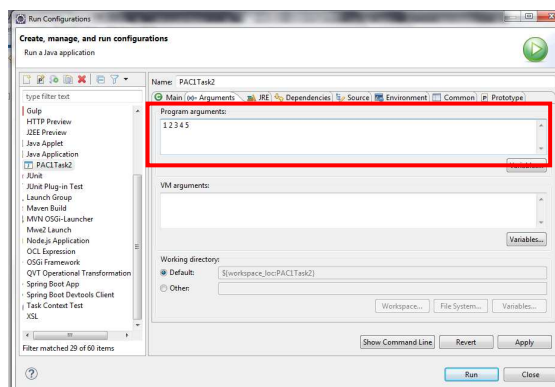 Run Configurations
Create, manage, and run configurations
Run a Java application
type filter text
Gulp
HTTP Preview
J2EE Preview
Java Applet
Java Application
PAC1Task2
JUnit
JUnit Plug-in Test
Launch Group
Maven Build
MVN OSGi-Launcher
Mwe2 Launch
Node.js Application
OCL Expression
OSGi Framework
QVT Operational Transformation
Spring Boot App
Spring Boot Devtools Client
Task Context Test
XSL
Filter matched 29 of 60 items
Name: PAC1Task2
Main (x)= Arguments JRE Dependencies Source Environment Common Prototype
Program arguments:
1 2 3 4 5
Variables...
VM arguments:
Variables...
Working directory:
Default: ${workspace_loc:PAC1Task2}
Other:
Workspace... File System... Variables...
Show Command Line Revert Apply
Run Close